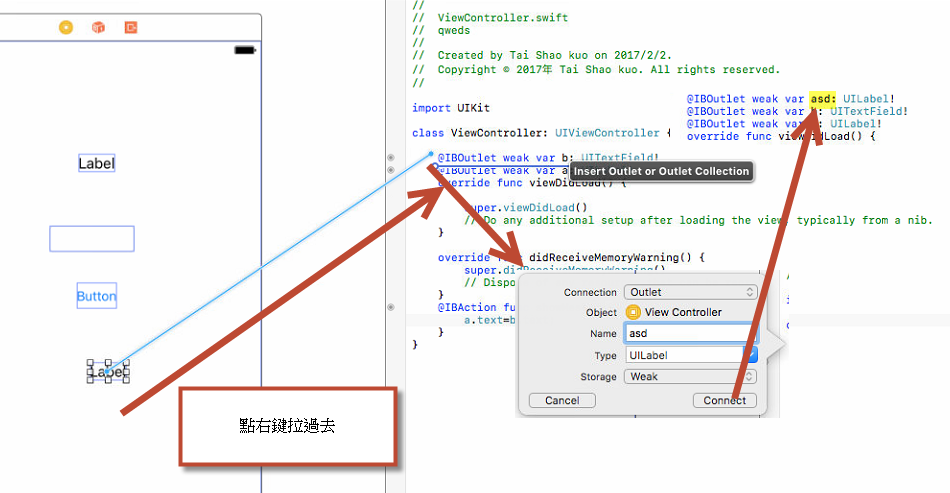 //
//  ViewController.swift
//  qweds
//
//  Created by Tai Shao kuo on 2017/2/2.
//  Copyright © 2017年 Tai Shao kuo. All rights reserved.
//
import UIKit
class ViewController: UIViewController {
@IBOutlet weak var b: UITextField!
@IBOutlet weak var a
override func viewDidLoad() {
super.viewDidLoad()
// Do any additional setup after loading the view, typically from a nib.
}
override func didReceiveMemoryWarning() {
super.didReceiveMemoryWarning()
// Dispo
}
@IBAction fu
a.text=b
}
}
@IBOutlet weak var asd: UILabel!
@IBOutlet weak var : UITextField!
@IBOutlet weak var : UILabel!
override func viewDidLoad() {
Insert Outlet or Outlet Collection
Label
Button
Label
點右鍵拉過去
Connection Outlet
Object View Controller
Name asd
Type UILabel
Storage Weak
Cancel Connect